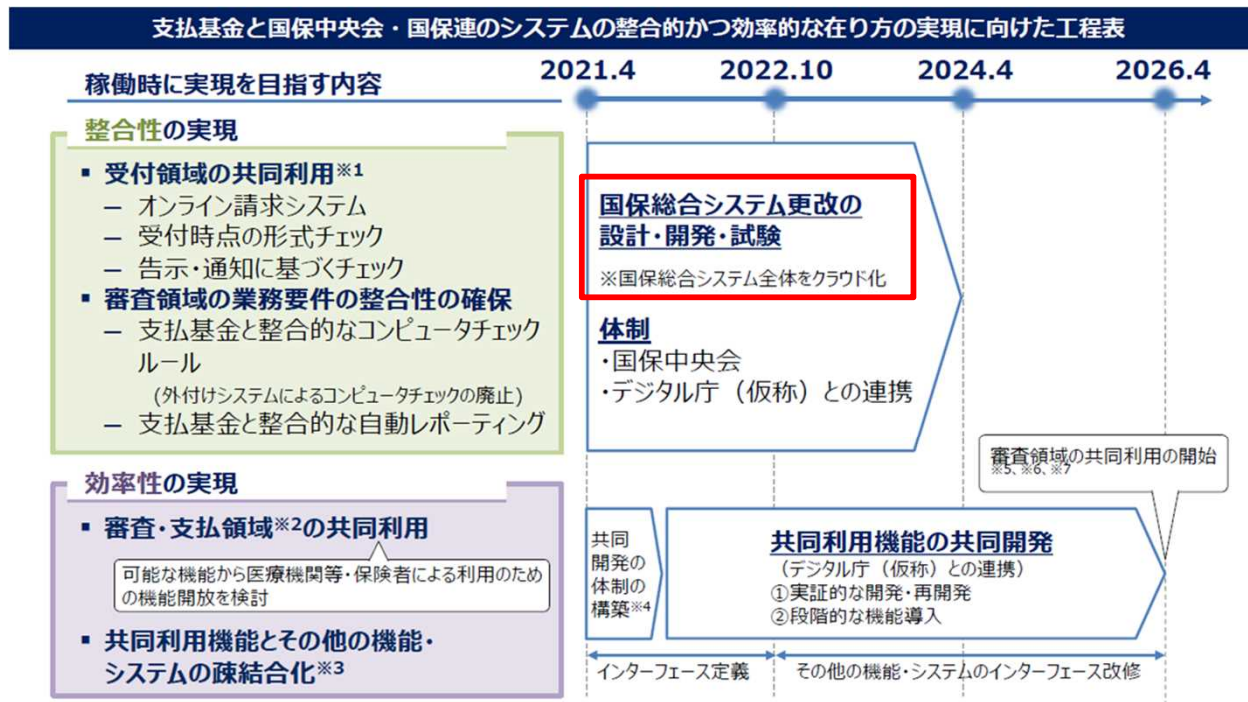 支払基金と国保中央会・国保連のシステムの整合的かつ効率的な在り方の実現に向けた工程表
稼働時に実現を目指す内容
2021.4
2022.10
2024.4
2026.4
整合性の実現
▪ 受付領域の共同利用※1
― オンライン請求システム
― 受付時点の形式チェック
― 告示・通知に基づくチェック
▪ 審査領域の業務要件の整合性の確保
― 支払基金と整合的なコンピュータチェック
ルール
(外付けシステムによるコンピュータチェックの廃止)
― 支払基金と整合的な自動レポーティング
国保総合システム更改の
設計・開発・試験
※国保総合システム全体をクラウド化
体制
・国保中央会
・デジタル庁（仮称）との連携
審査領域の共同利用の開始
※5、※6、※7
効率性の実現
▪ 審査・支払領域※2の共同利用
可能な機能から医療機関等・保険者による利用のため
の機能開放を検討
▪ 共同利用機能とその他の機能・
システムの疎結合化※3
共同
開発の
体制の
構築※4
共同利用機能の共同開発
（デジタル庁（仮称）との連携）
①実証的な開発・再開発
②段階的な機能導入
インターフェース定義
その他の機能・システムのインターフェース改修